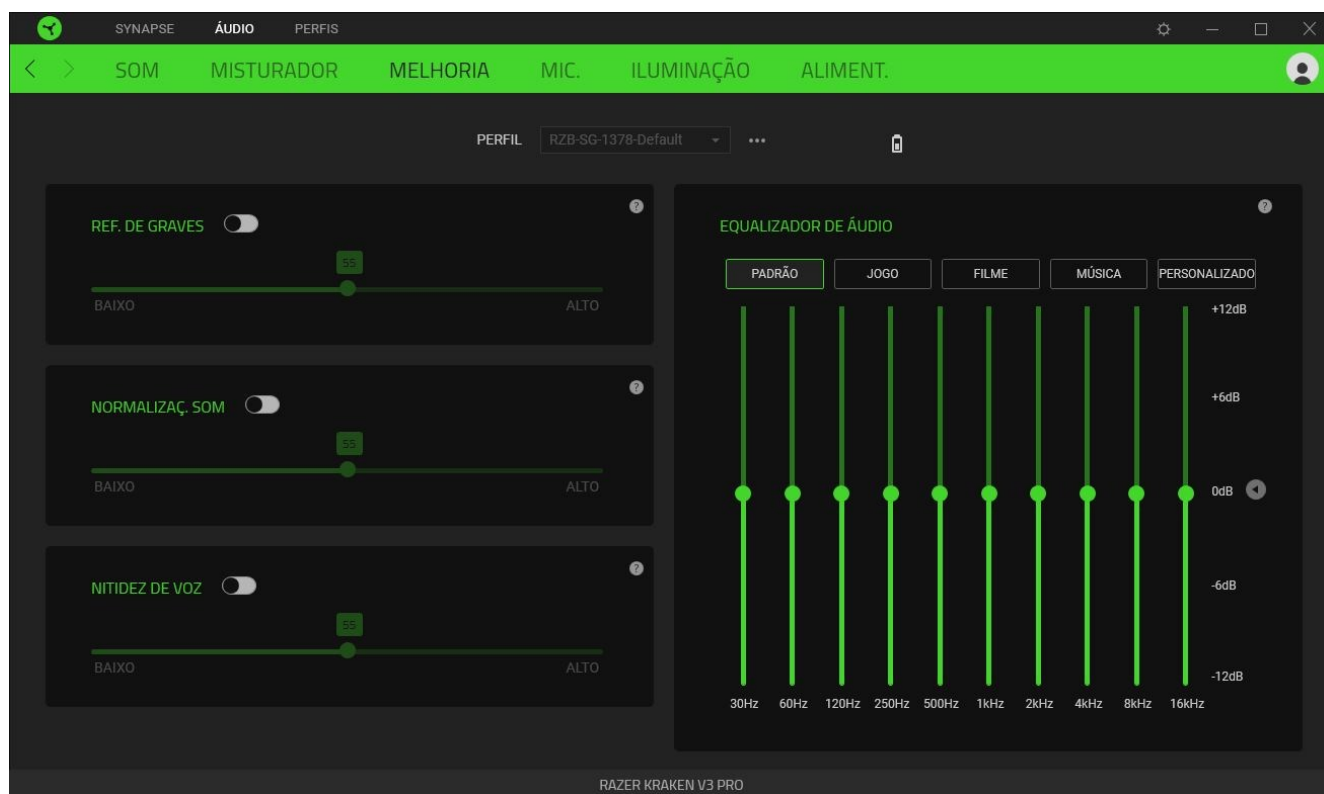 SYNAPSE ÁUDIO PERFIS
SOM MISTURADOR MELHORIA MIC. ILUMINAÇÃO ALIMENT.
PERFIL RZB-SG-1378-Default
REF. DE GRAVES
55
BAIXO ALTO
NORMALIZAÇ. SOM
55
BAIXO ALTO
NITIDEZ DE VOZ
55
BAIXO ALTO
EQUALIZADOR DE ÁUDIO
PADRÃO JOGO FILME MÚSICA PERSONALIZADO
+12dB
+6dB
0dB
-6dB
-12dB
30Hz 60Hz 120Hz 250Hz 500Hz 1kHz 2kHz 4kHz 8kHz 16kHz
RAZER KRAKEN V3 PRO